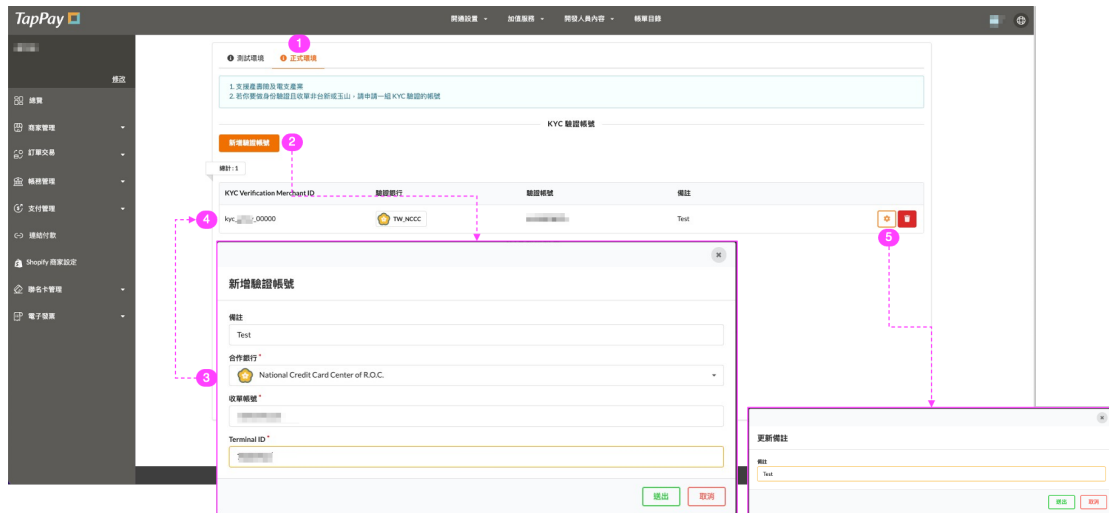 TapPay
開通設置
加值服務
開發人員內容
帳單目錄
修改
總覽
商家管理
訂單交易
帳務管理
支付管理
連結付款
Shopify 商家設定
聯名卡管理
電子發票
1
測試環境
正式環境
1. 支援產壽險及電支產業
2. 若你要做身份驗證且收單非台新或玉山，請申請一組 KYC 驗證的帳號
KYC 驗證帳號
新增驗證帳號
2
總計 : 1
KYC Verification Merchant ID
驗證銀行
驗證帳號
備註
4
kyc_
_00000
TW_NCCC
Test
5
新增驗證帳號
備註
Test
合作銀行*
3
National Credit Card Center of R.O.C.
收單帳號*
Terminal ID*
送出
取消
更新備註
備註
Test
送出
取消